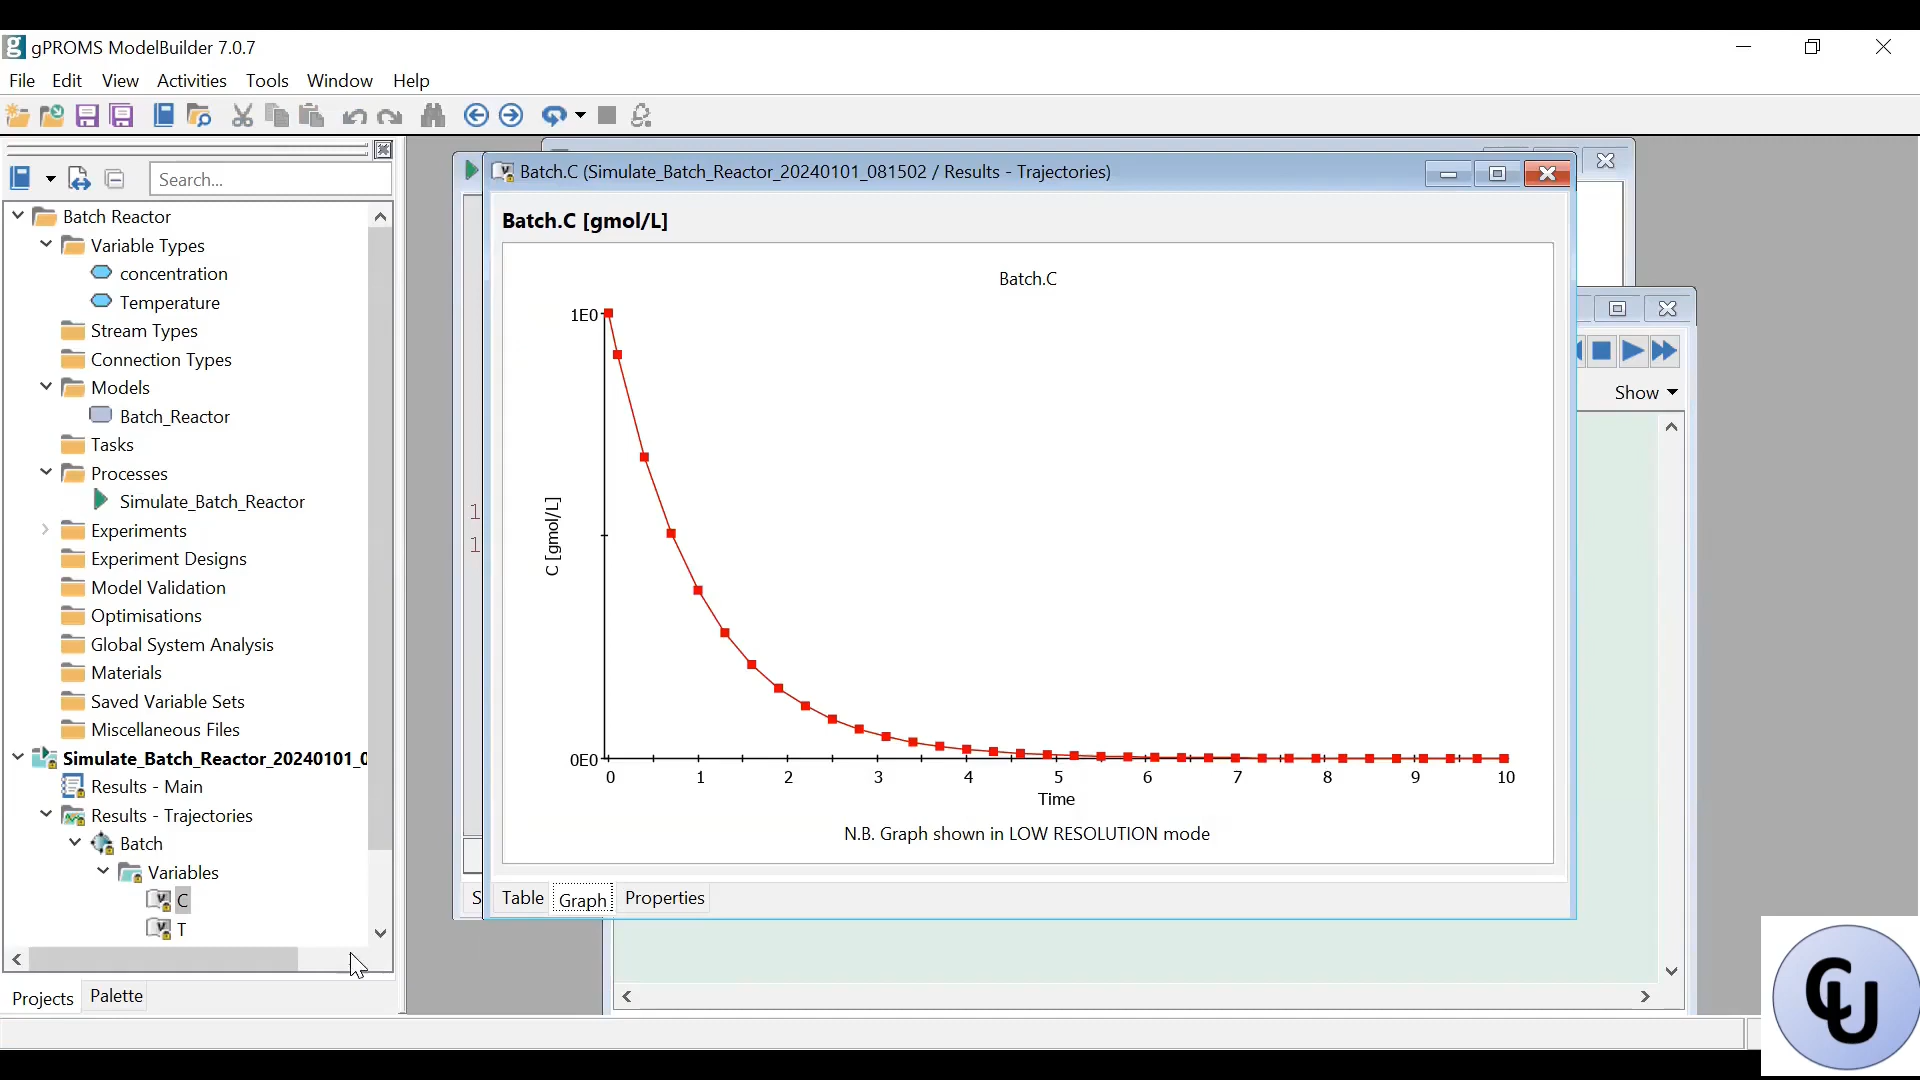 gPROMS ModelBuilder 7.0.7
File Edit View Activities Tools Window Help
Search...
Batch Reactor
Variable Types
concentration
Temperature
Stream Types
Connection Types
Models
Batch_Reactor
Tasks
Processes
Simulate_Batch_Reactor
Experiments
Experiment Designs
Model Validation
Optimisations
Global System Analysis
Materials
Saved Variable Sets
Miscellaneous Files
Simulate_Batch_Reactor_20240101_0
Results - Main
Results - Trajectories
Batch
Variables
C
T
Projects Palette
Batch.C (Simulate_Batch_Reactor_20240101_081502 / Results - Trajectories)
Batch.C [gmol/L]
Batch.C
1E0
C [gmol/L]
0E0
0 1 2 3 4 5 6 7 8 9 10
Time
N.B. Graph shown in LOW RESOLUTION mode
Table Graph Properties
1
1
S
Show
CU